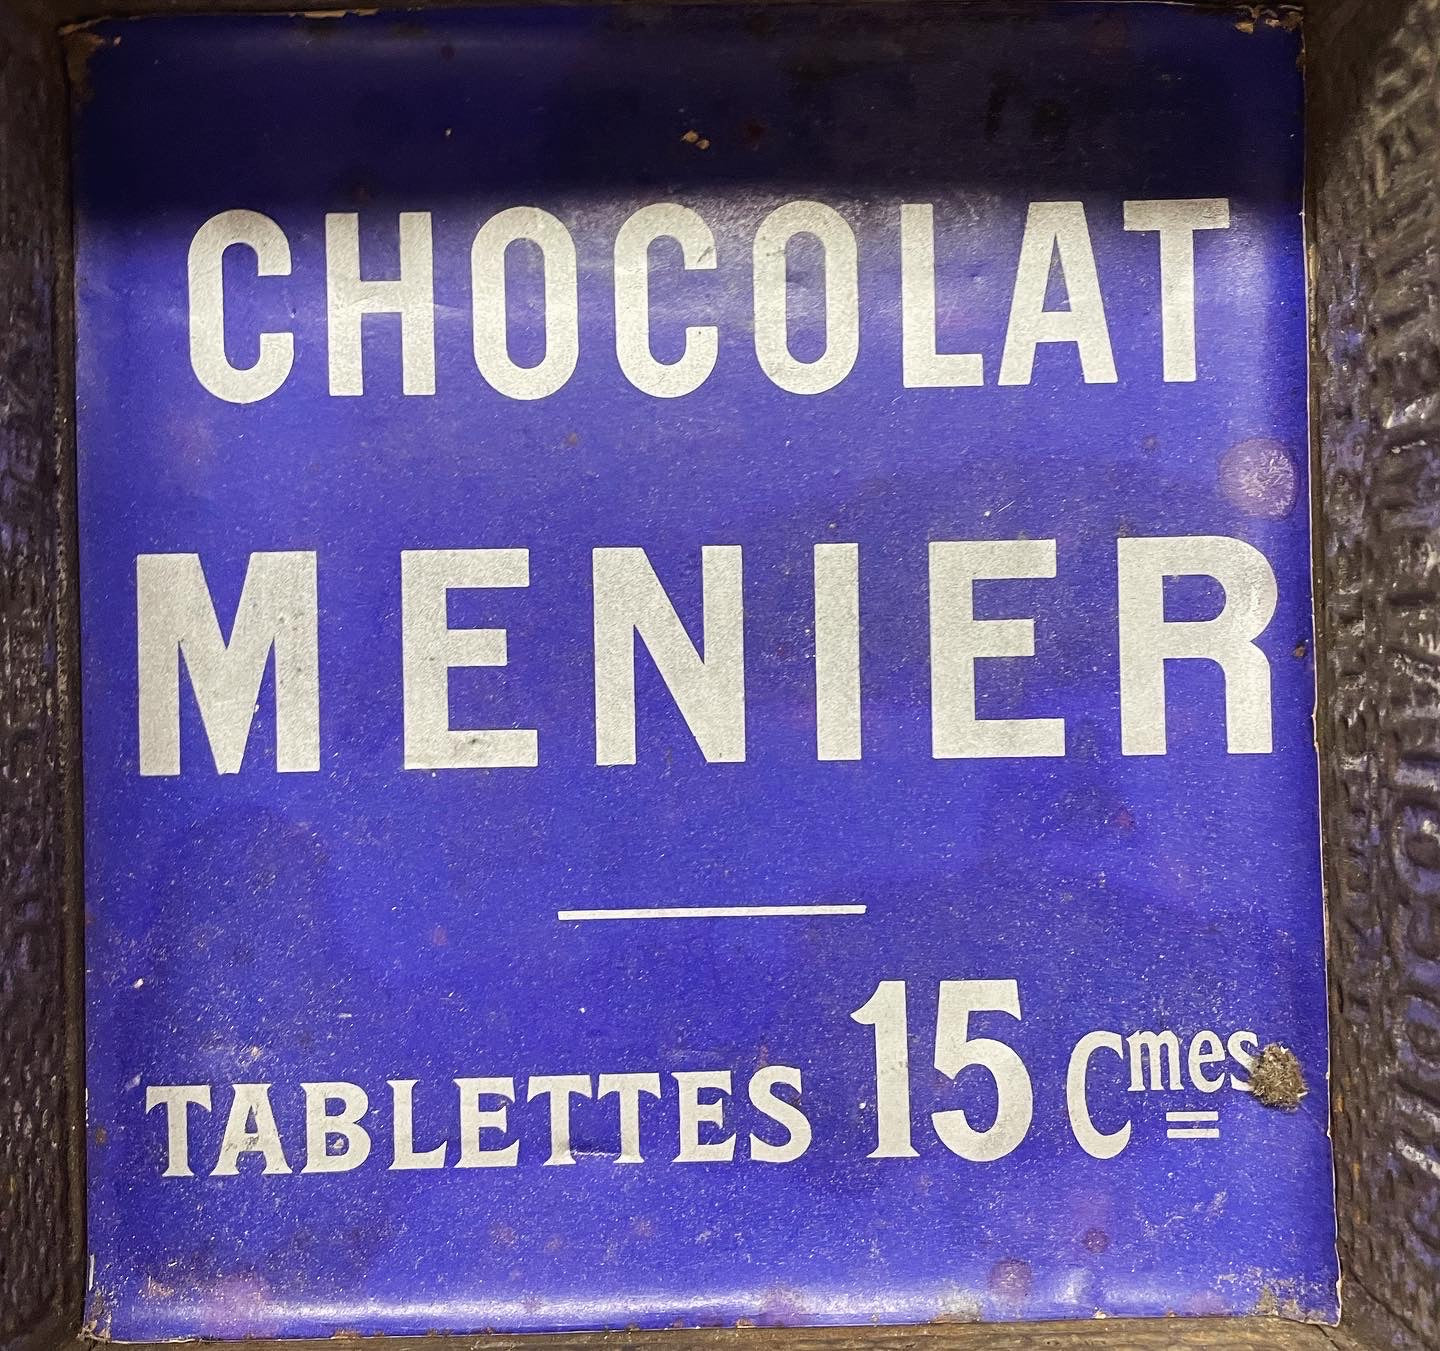 CHOCOLAT
MENIER
TABLETTES 15 Cmes